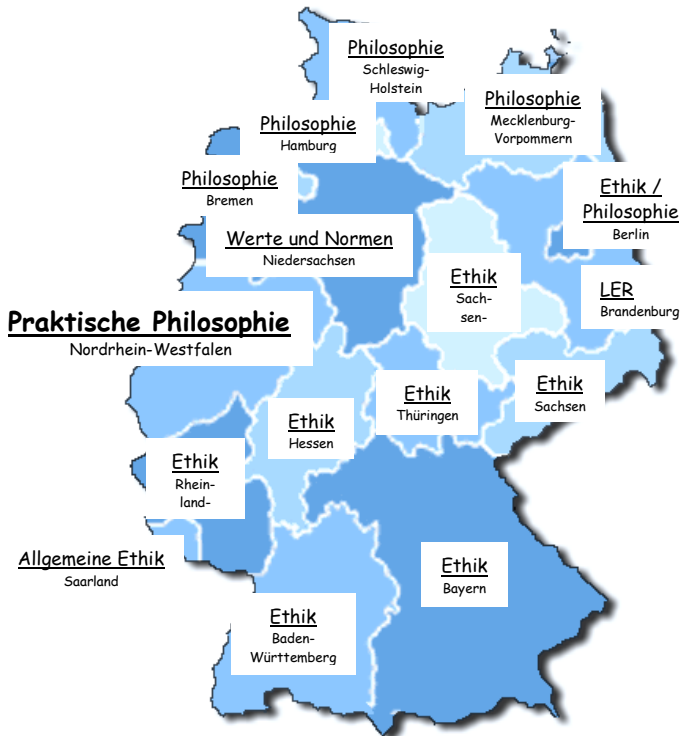 Philosophie
Schleswig-
Holstein
Philosophie
Mecklenburg-
Vorpommern
Philosophie
Hamburg
Philosophie
Bremen
Ethik /
Philosophie
Berlin
Werte und Normen
Niedersachsen
Ethik
Sach-
sen-
LER
Brandenburg
Praktische Philosophie
Nordrhein-Westfalen
Ethik
Thüringen
Ethik
Sachsen
Ethik
Hessen
Ethik
Rhein-
land-
Allgemeine Ethik
Saarland
Ethik
Bayern
Ethik
Baden-
Württemberg